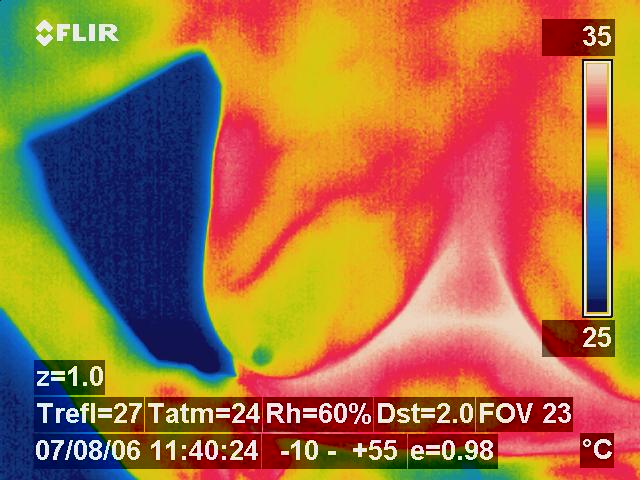 FLIR
35
25
z=1.0
Trefl=27 Tatm=24 Rh=60% Dst=2.0 FOV 23
07/08/06 11:40:24 -10 - +55 e=0.98 °C